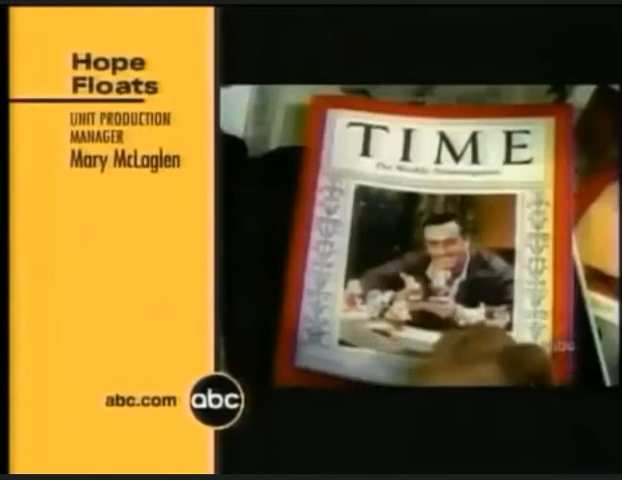 Hope
Floats
UNIT PRODUCTION
MANAGER
Mary McLaglen
TIME
The Weekly Newsmagazine
abc.com
abc